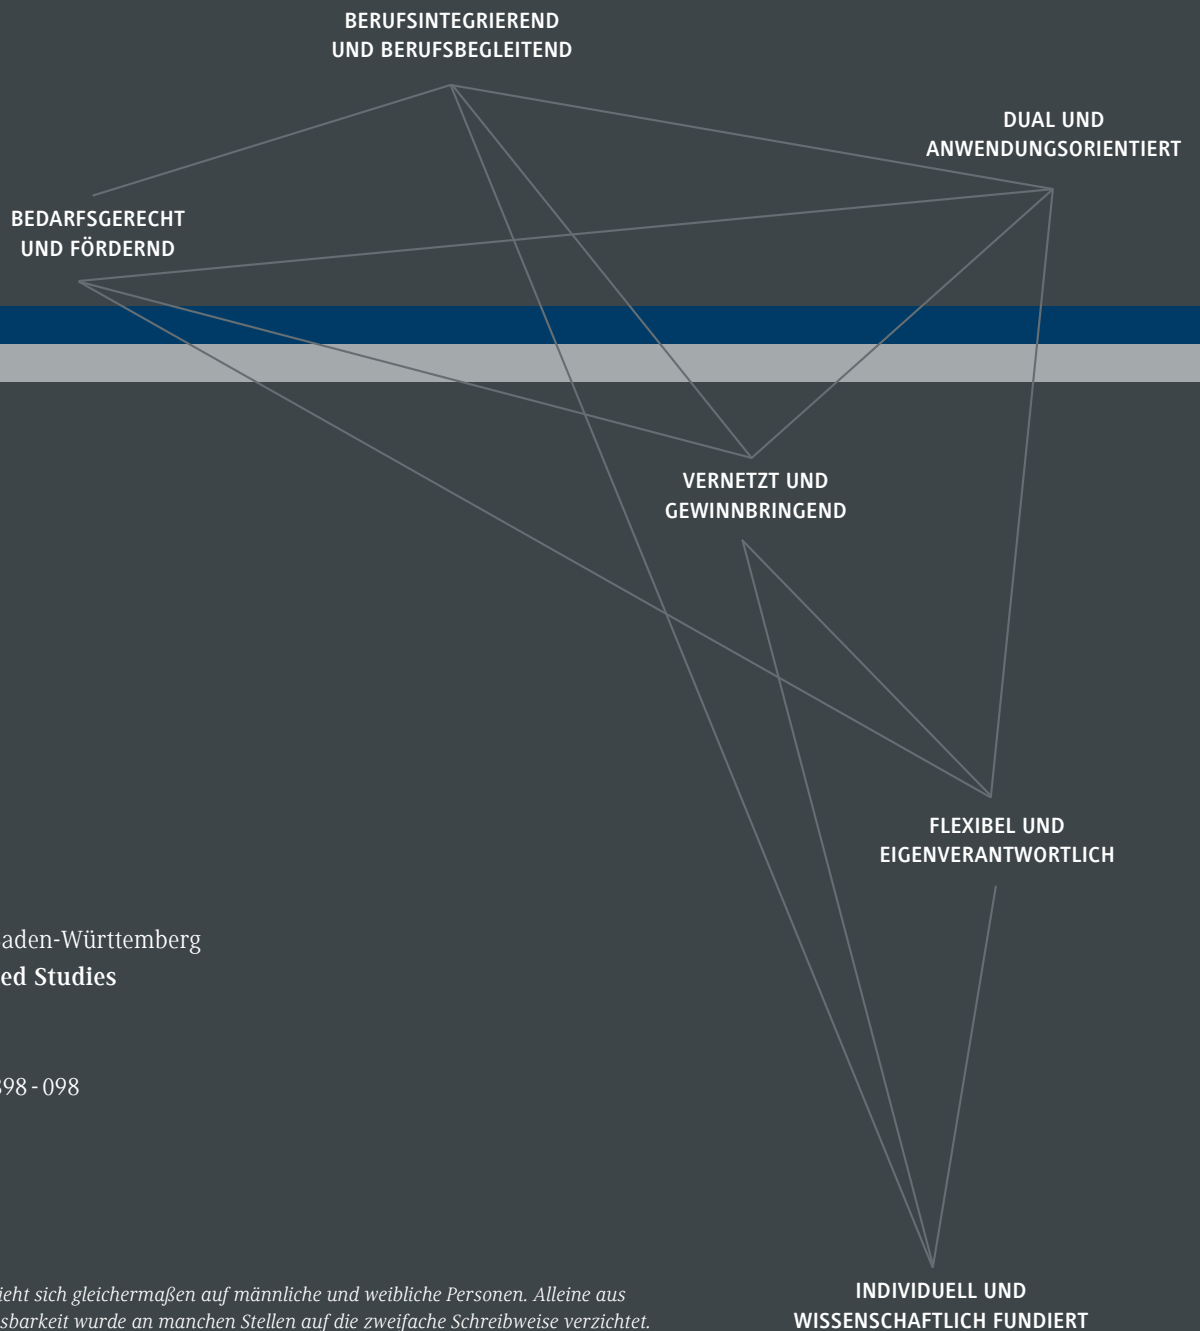 BERUFSINTEGRIEREND
UND BERUFSBEGLEITEND
DUAL UND
ANWENDUNGSORIENTIERT
BEDARFSGERECHT
UND FÖRDERND
VERNETZT UND
GEWINNBRINGEND
FLEXIBEL UND
EIGENVERANTWORTLICH
aden-Württemberg
ed Studies
98 - 098
ieht sich gleichermaßen auf männliche und weibliche Personen. Alleine aus
sbarkeit wurde an manchen Stellen auf die zweifache Schreibweise verzichtet.
INDIVIDUELL UND
WISSENSCHAFTLICH FUNDIERT